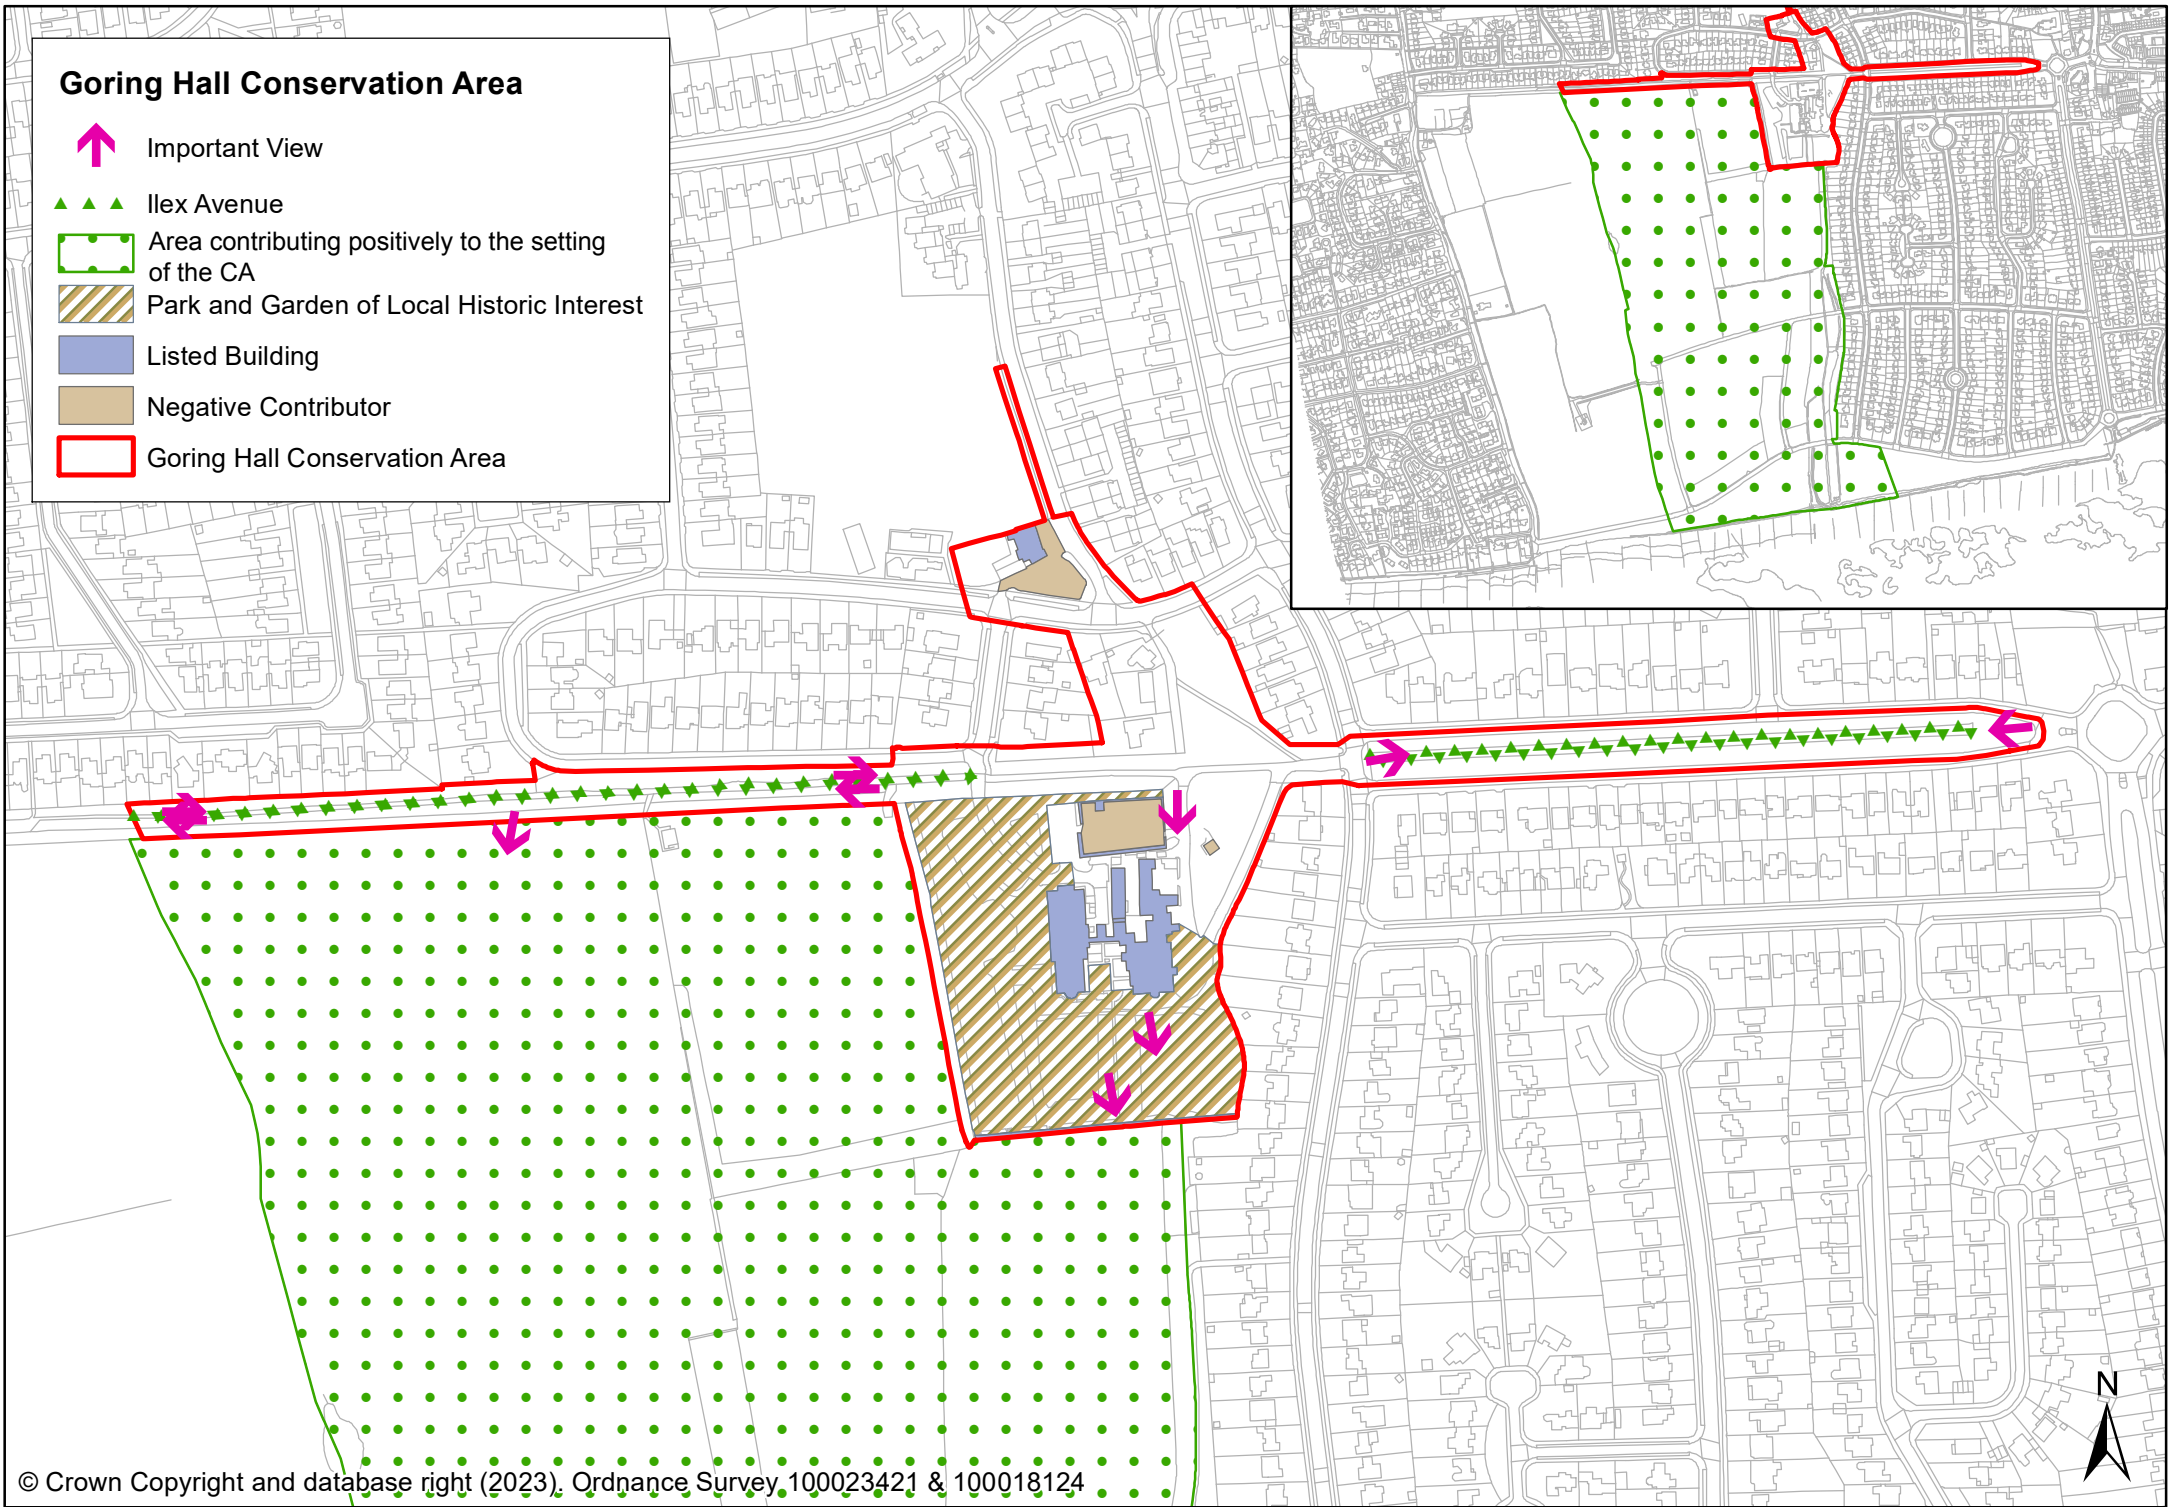 Goring Hall Conservation Area
Important View
Ilex Avenue
Area contributing positively to the setting
of the CA
Park and Garden of Local Historic Interest
Listed Building
Negative Contributor
Goring Hall Conservation Area
N
© Crown Copyright and database right (2023). Ordnance Survey 100023421 & 100018124